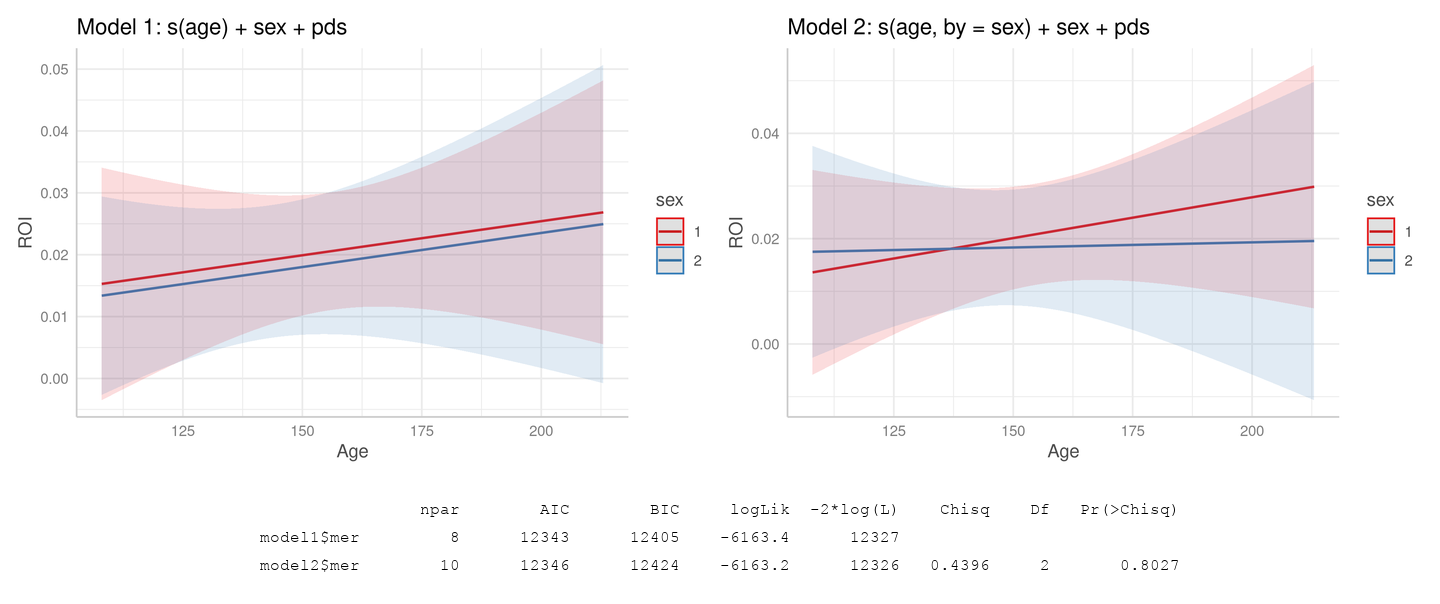 Model 1: s(age) + sex + pds
0.05
0.04
0.03
0.02
0.01
0.00
ROI
125 150 175 200
Age
sex
1
2
Model 2: s(age, by = sex) + sex + pds
0.04
0.02
0.00
ROI
125 150 175 200
Age
sex
1
2
npar AIC BIC logLik -2*log(L) Chisq Df Pr(>Chisq)
model1$mer 8 12343 12405 -6163.4 12327
model2$mer 10 12346 12424 -6163.2 12326 0.4396 2 0.8027